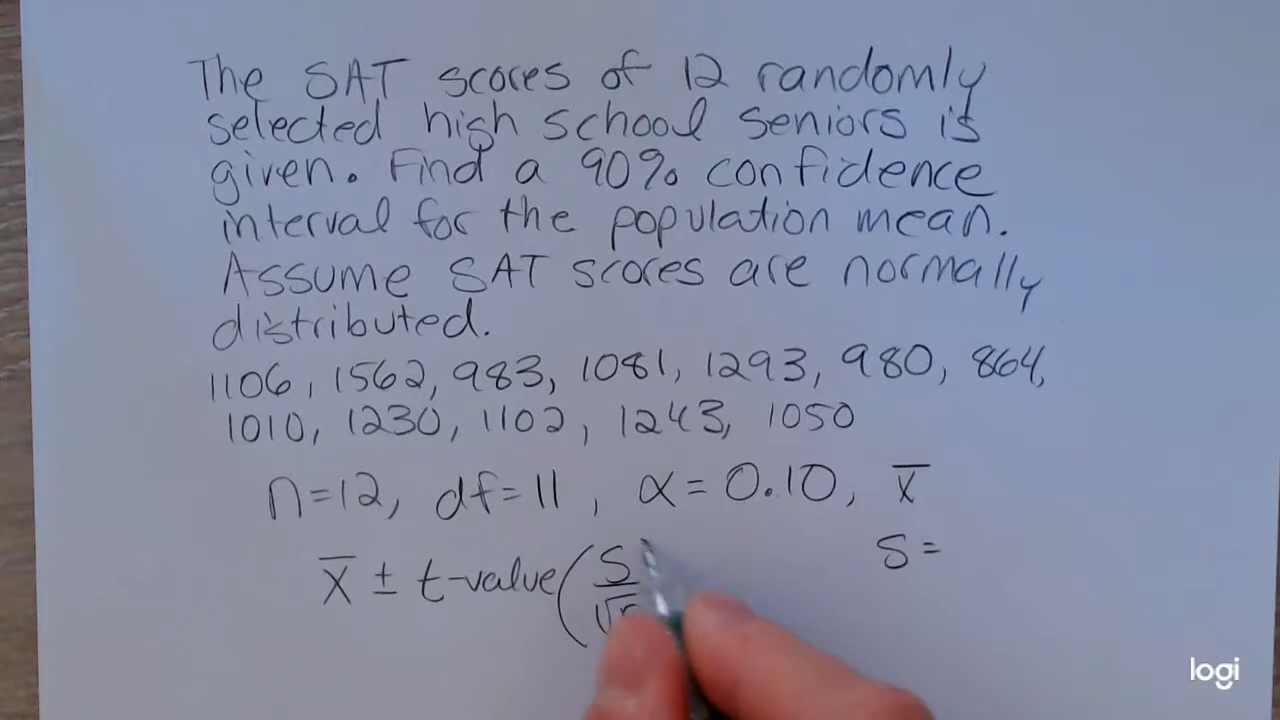 The SAT scores of 12 randomly
selected high school seniors is
given. Find a 90% confidence
interval for the population mean.
Assume SAT scores are normally
distributed.
1106, 1562, 983, 1081, 1293, 980, 864,
1010, 1230, 1102, 1243, 1050
n=12, df=11, α=0.10, x̄
s=
x̄ ± t-value(s/√
logi